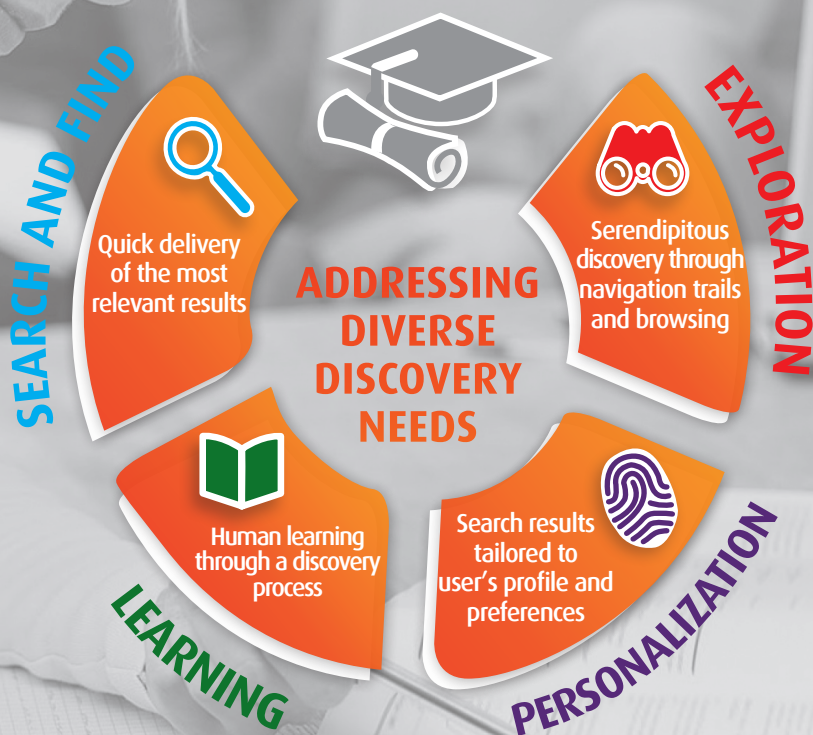 SEARCH AND FIND
Quick delivery
of the most
relevant results
EXPLORATION
Serendipitous
discovery through
navigation trails
and browsing
ADDRESSING
DIVERSE
DISCOVERY
NEEDS
LEARNING
Human learning
through a discovery
process
PERSONALIZATION
Search results
tailored to
user's profile and
preferences